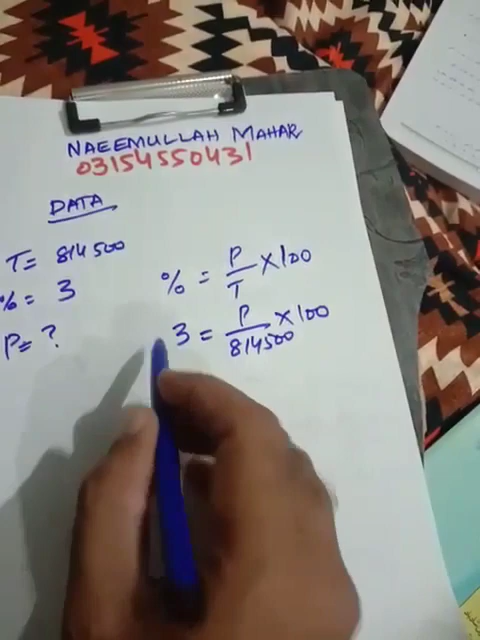 NAEEMULLAH MAHAR
03154550431
DATA
T= 814500
%= 3
P= ?
% = P/T ×100
3 = P/814500 ×100